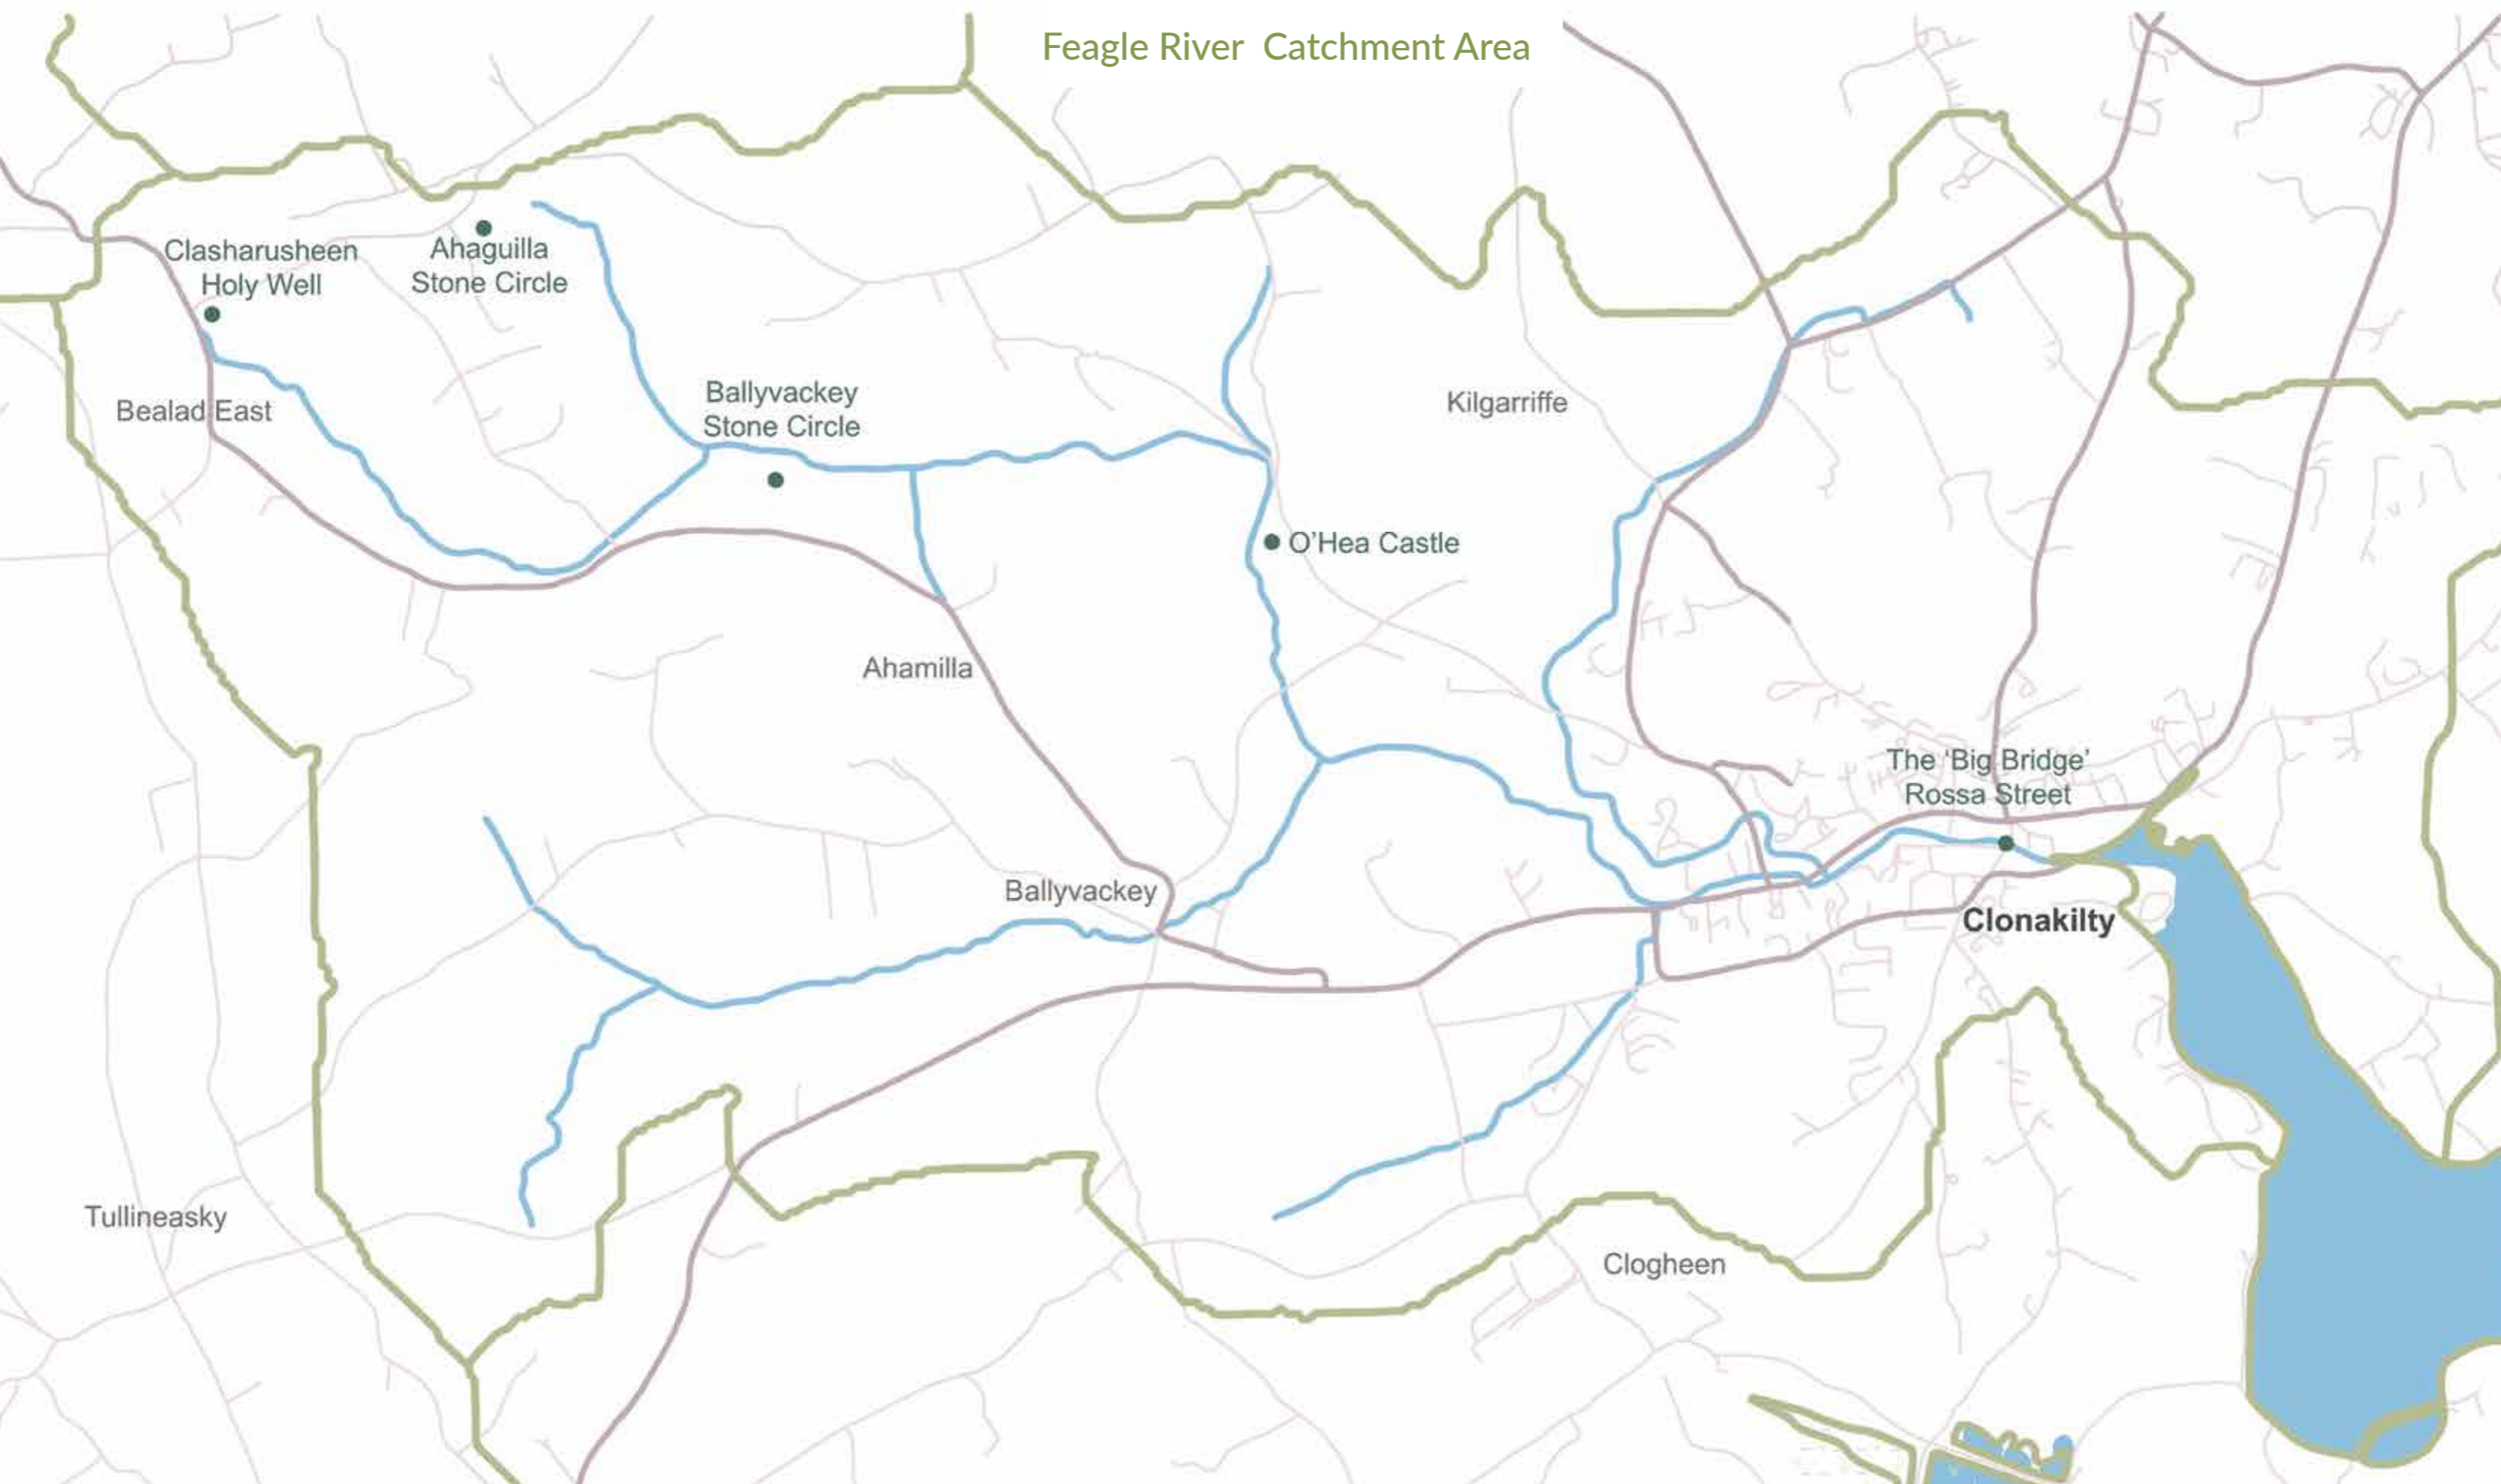 Feagle River  Catchment Area
Clasharusheen
Holy Well
Ahaguilla
Stone Circle
Bealad East
Ballyvackey
Stone Circle
Kilgarriffe
O'Hea Castle
Ahamilla
The 'Big Bridge'
Rossa Street
Ballyvackey
Clonakilty
Tullineasky
Clogheen